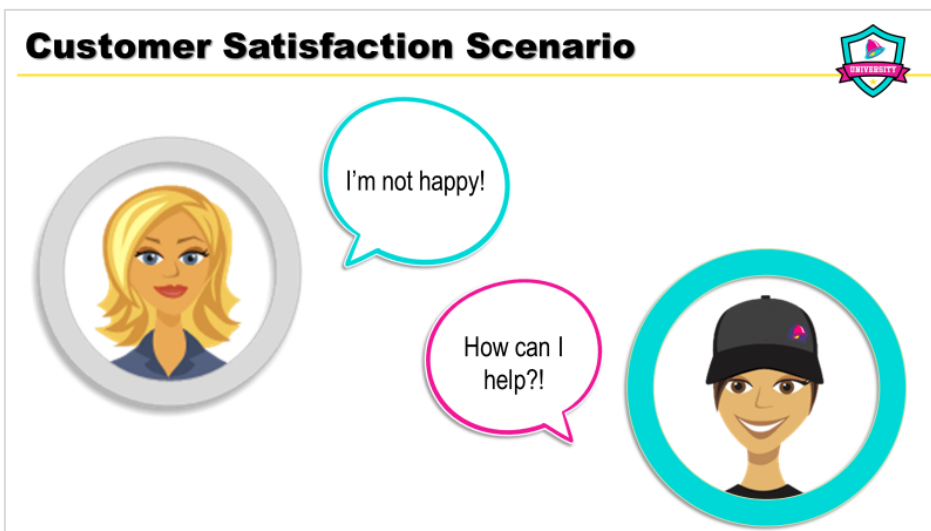 Customer Satisfaction Scenario
UNIVERSITY
I’m not happy!
How can I
help?!